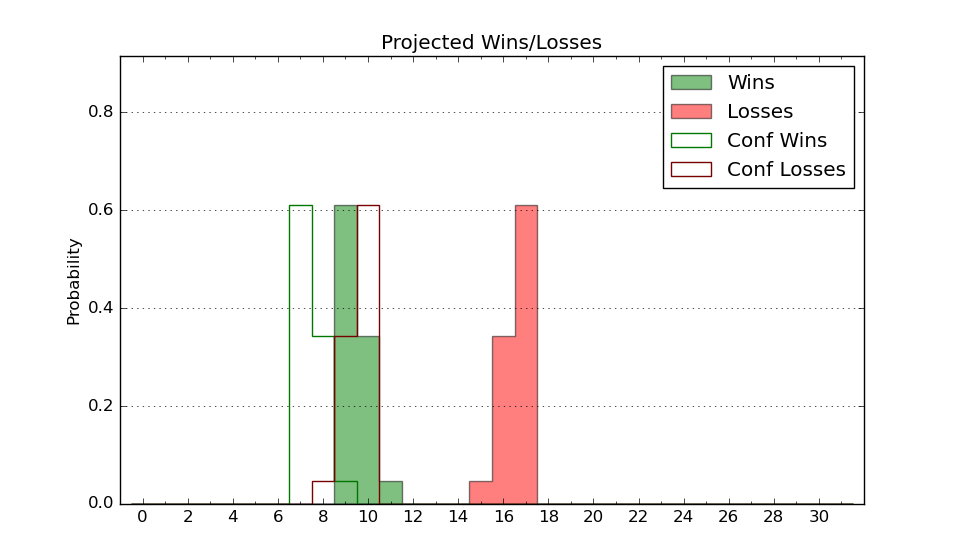 Projected Wins/Losses
Wins
Losses
Conf Wins
Conf Losses
Probability
0.8
0.6
0.4
0.2
0.0
0 2 4 6 8 10 12 14 16 18 20 22 24 26 28 30